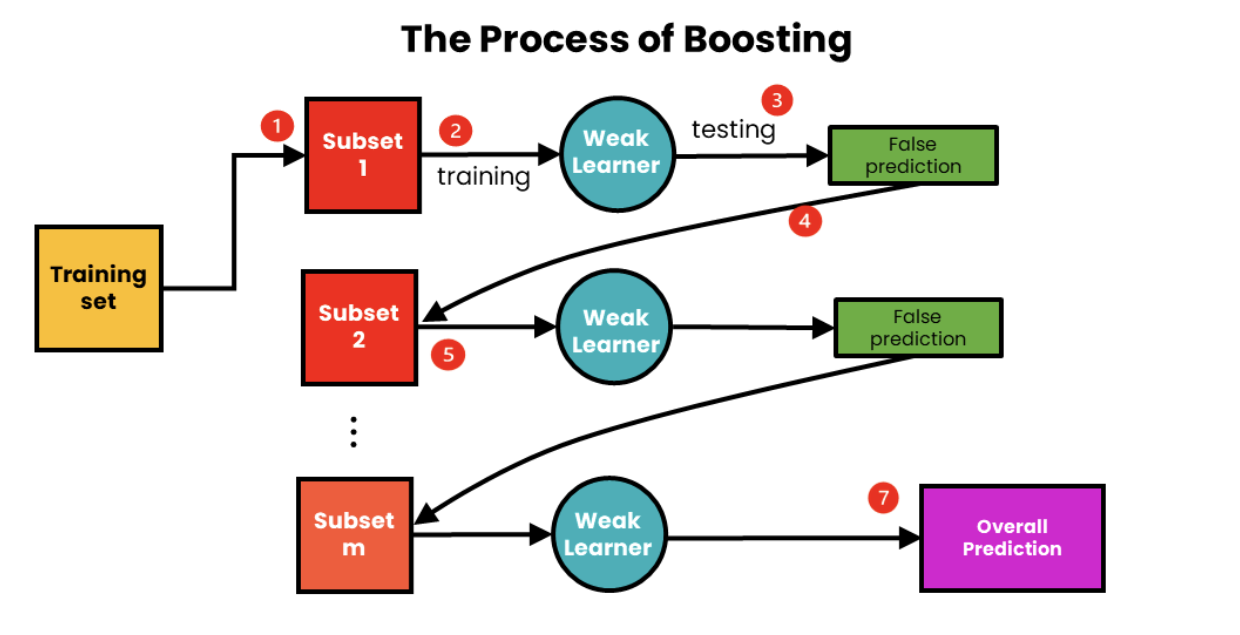 The Process of Boosting
1
Subset
1
2
training
Weak
Learner
3
testing
False
prediction
4
Training
set
Subset
2
5
Weak
Learner
False
prediction
Subset
m
Weak
Learner
7
Overall
Prediction